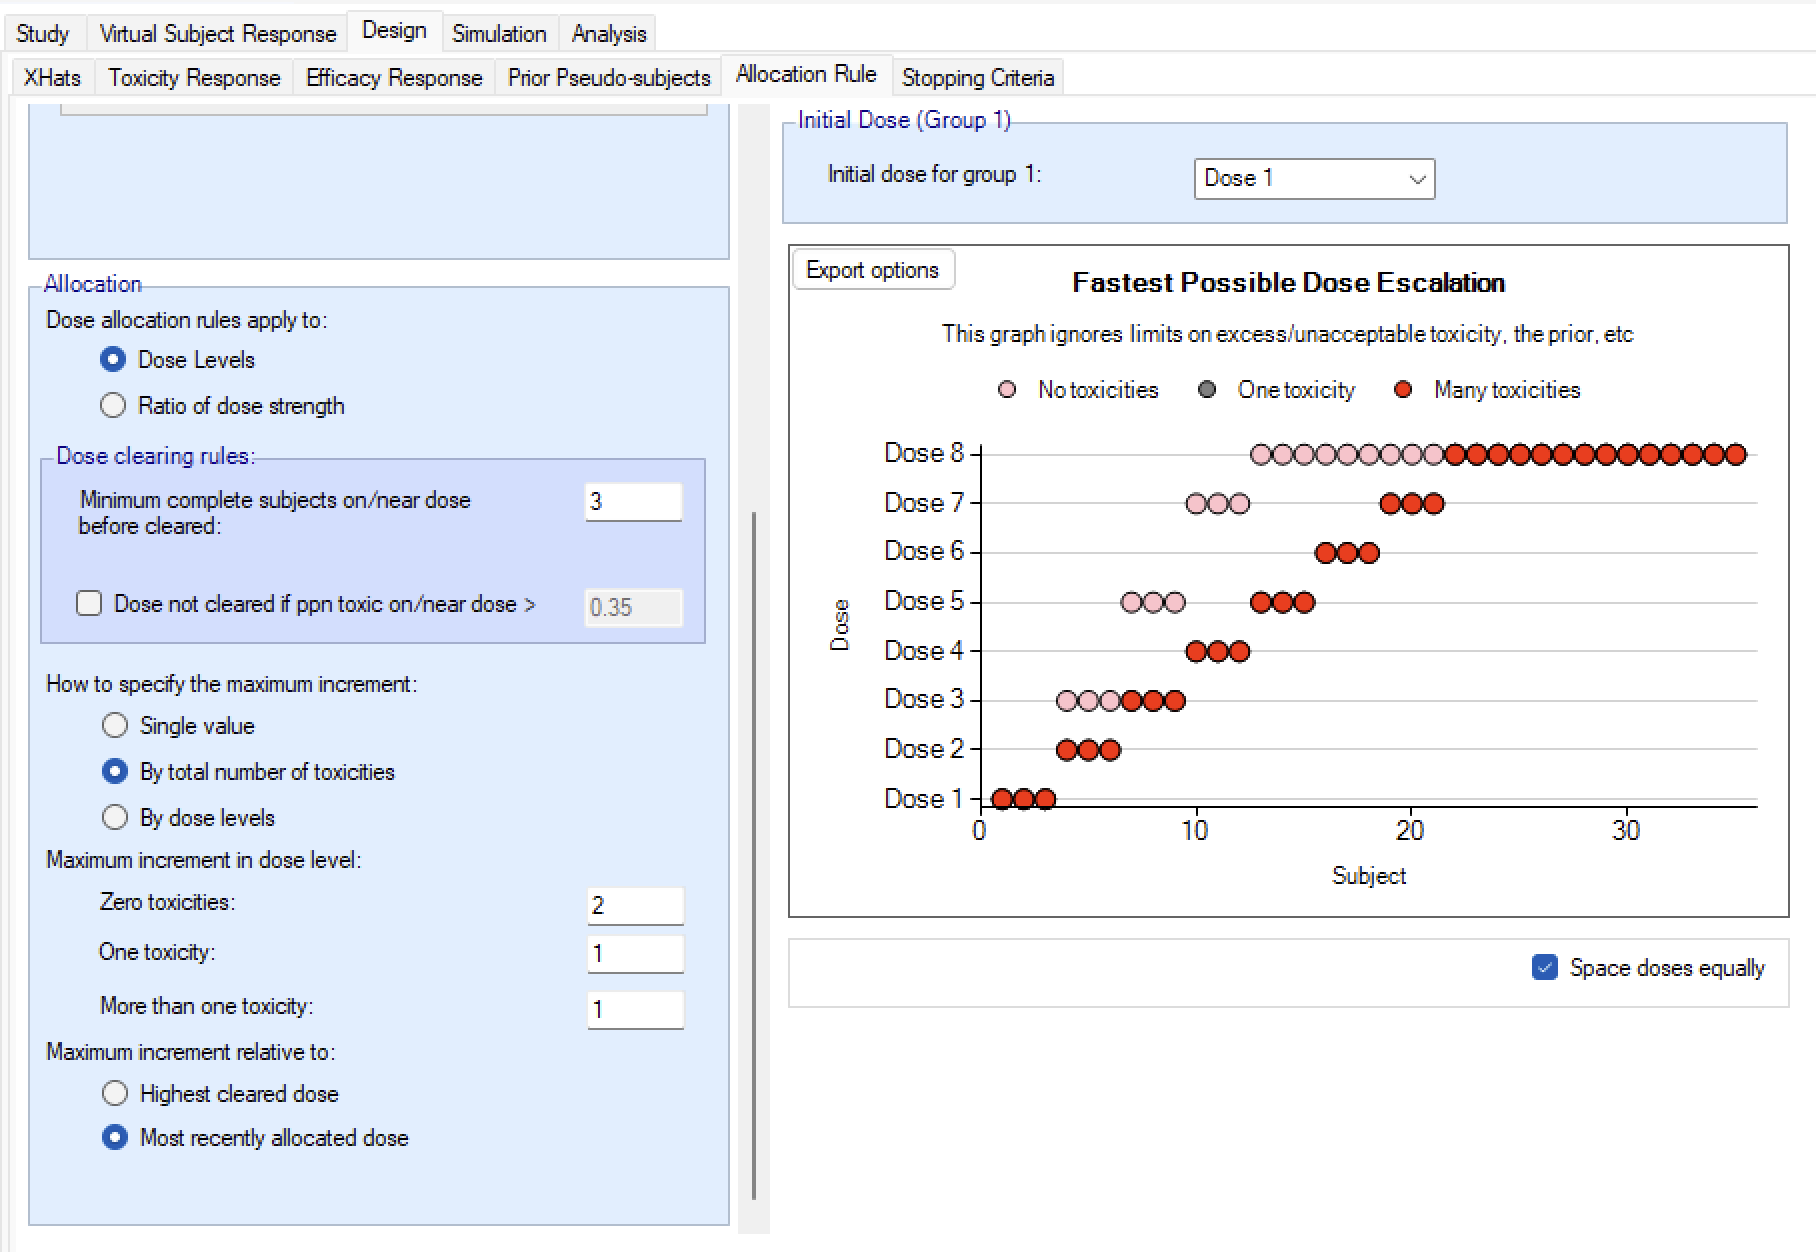 Study
Virtual Subject Response
Design
Simulation
Analysis
XHats
Toxicity Response
Efficacy Response
Prior Pseudo-subjects
Allocation Rule
Stopping Criteria
Allocation
Dose allocation rules apply to:
Dose Levels
Ratio of dose strength
Dose clearing rules:
Minimum complete subjects on/near dose
before cleared:
3
Dose not cleared if ppn toxic on/near dose >
0.35
How to specify the maximum increment:
Single value
By total number of toxicities
By dose levels
Maximum increment in dose level:
Zero toxicities:
2
One toxicity:
1
More than one toxicity:
1
Maximum increment relative to:
Highest cleared dose
Most recently allocated dose
Initial Dose (Group 1)
Initial dose for group 1:
Dose 1
Export options
Fastest Possible Dose Escalation
This graph ignores limits on excess/unacceptable toxicity, the prior, etc
No toxicities
One toxicity
Many toxicities
Dose 8
Dose 7
Dose 6
Dose 5
Dose 4
Dose 3
Dose 2
Dose 1
Dose
0
10
20
30
Subject
Space doses equally